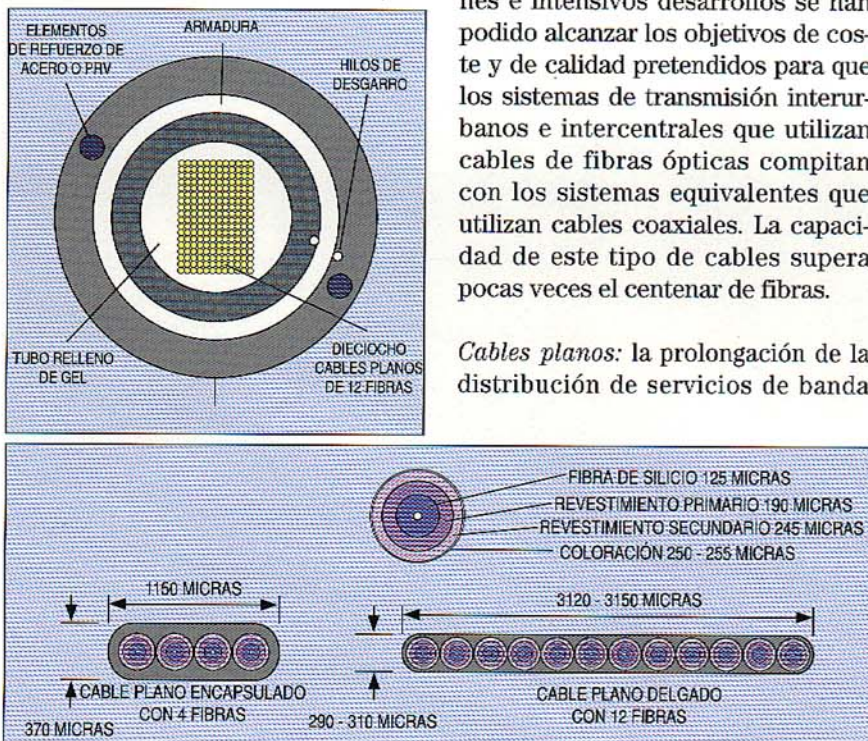 ELEMENTOS
DE REFUERZO DE
ACERO O PRV
ARMADURA
HILOS DE
DESGARRO
TUBO RELLENO
DE GEL
DIECIOCHO
CABLES PLANOS
DE 12 FIBRAS
nes e intensivos desarrollos se han
podido alcanzar los objetivos de cos-
te y de calidad pretendidos para que
los sistemas de transmisión interur-
banos e intercentrales que utilizan
cables de fibras ópticas compitan
con los sistemas equivalentes que
utilizan cables coaxiales. La capaci-
dad de este tipo de cables supera
pocas veces el centenar de fibras.
Cables planos: la prolongación de la
distribución de servicios de banda
FIBRA DE SILICIO 125 MICRAS
REVESTIMIENTO PRIMARIO 190 MICRAS
REVESTIMIENTO SECUNDARIO 245 MICRAS
COLORACIÓN 250 - 255 MICRAS
1150 MICRAS
CABLE PLANO ENCAPSULADO
CON 4 FIBRAS
370 MICRAS
3120 - 3150 MICRAS
290 - 310 MICRAS
CABLE PLANO DELGADO
CON 12 FIBRAS